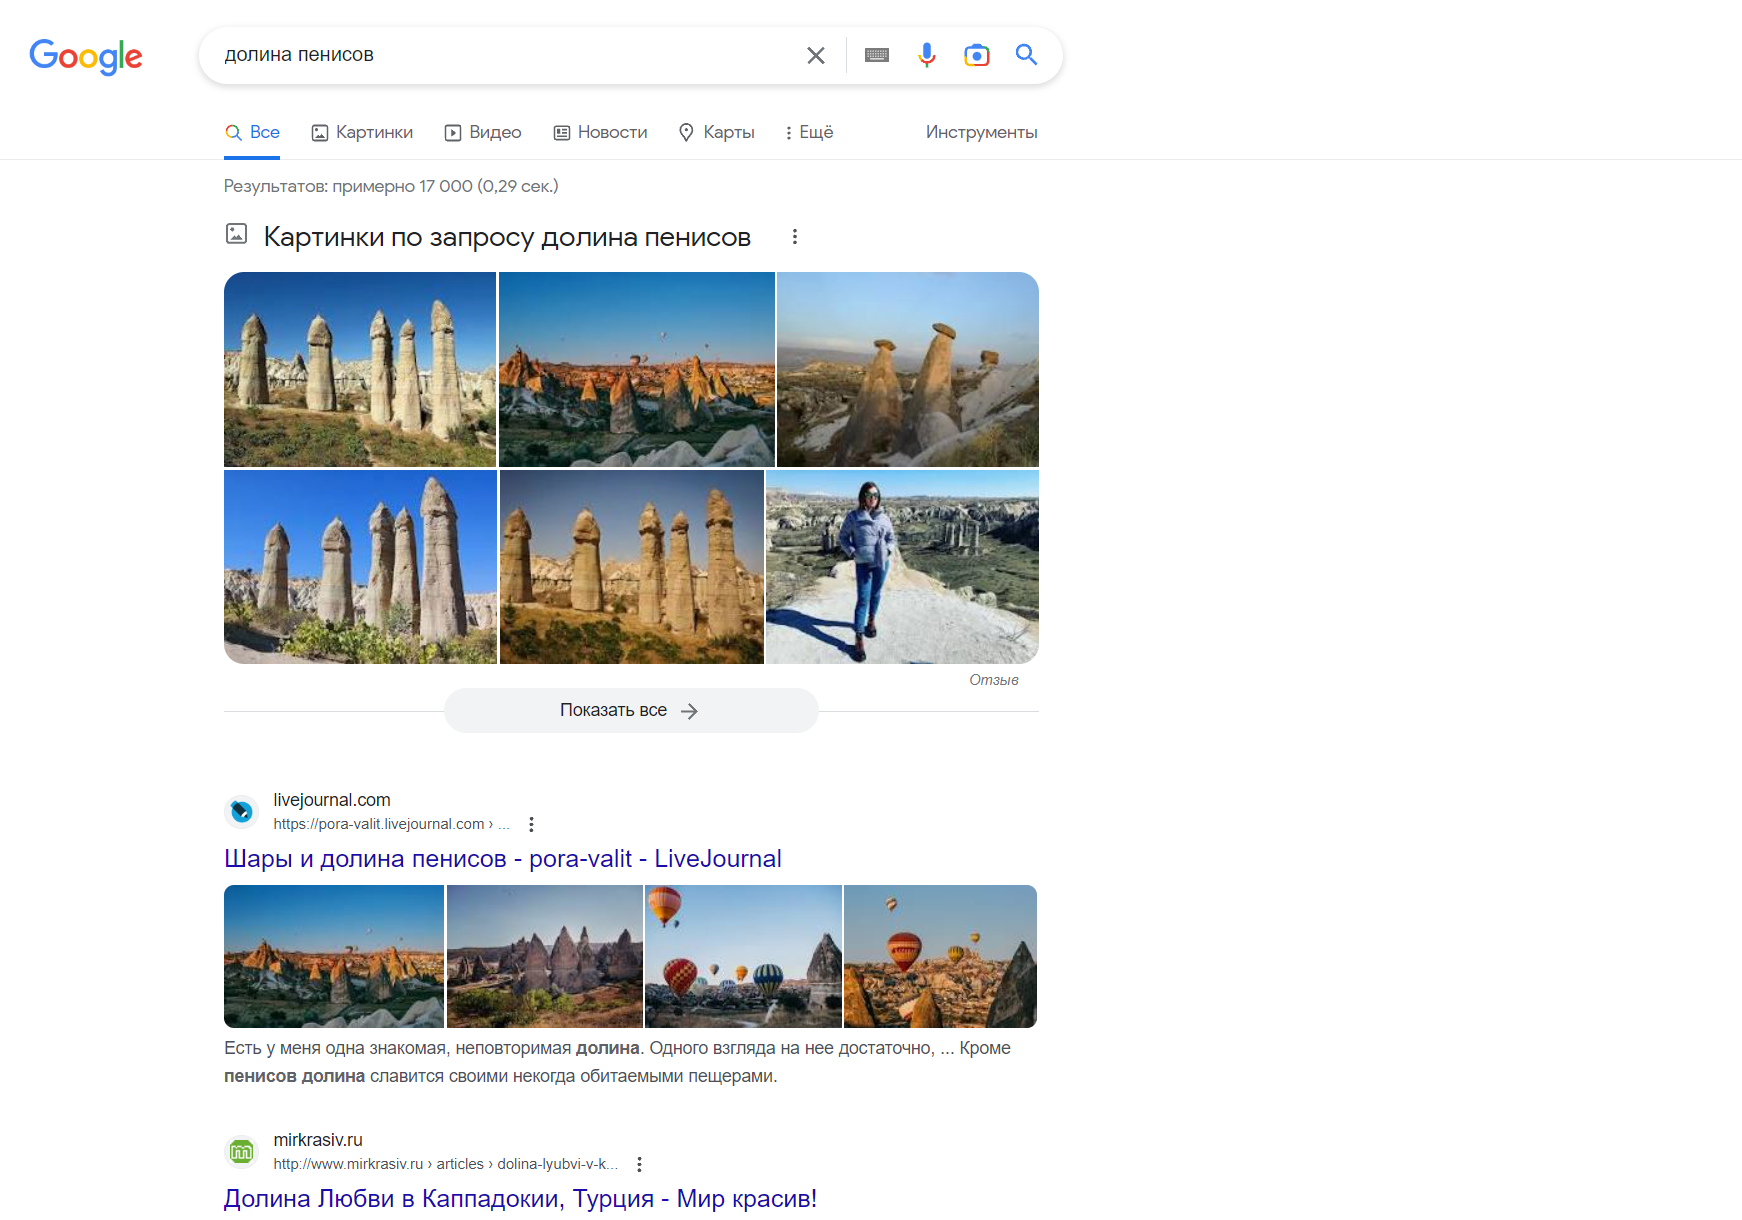 Google
долина пенисов
Все
Картинки
Видео
Новости
Карты
Ещё
Инструменты
Результатов: примерно 17 000 (0,29 сек.)
Картинки по запросу долина пенисов
Отзыв
Показать все
livejournal.com
https://pora-valit.livejournal.com › ...
Шары и долина пенисов - pora-valit - LiveJournal
Есть у меня одна знакомая, неповторимая долина. Одного взгляда на нее достаточно, ... Кроме
пенисов долина славится своими некогда обитаемыми пещерами.
mirkrasiv.ru
http://www.mirkrasiv.ru › articles › dolina-lyubvi-v-k...
Долина Любви в Каппадокии, Турция - Мир красив!